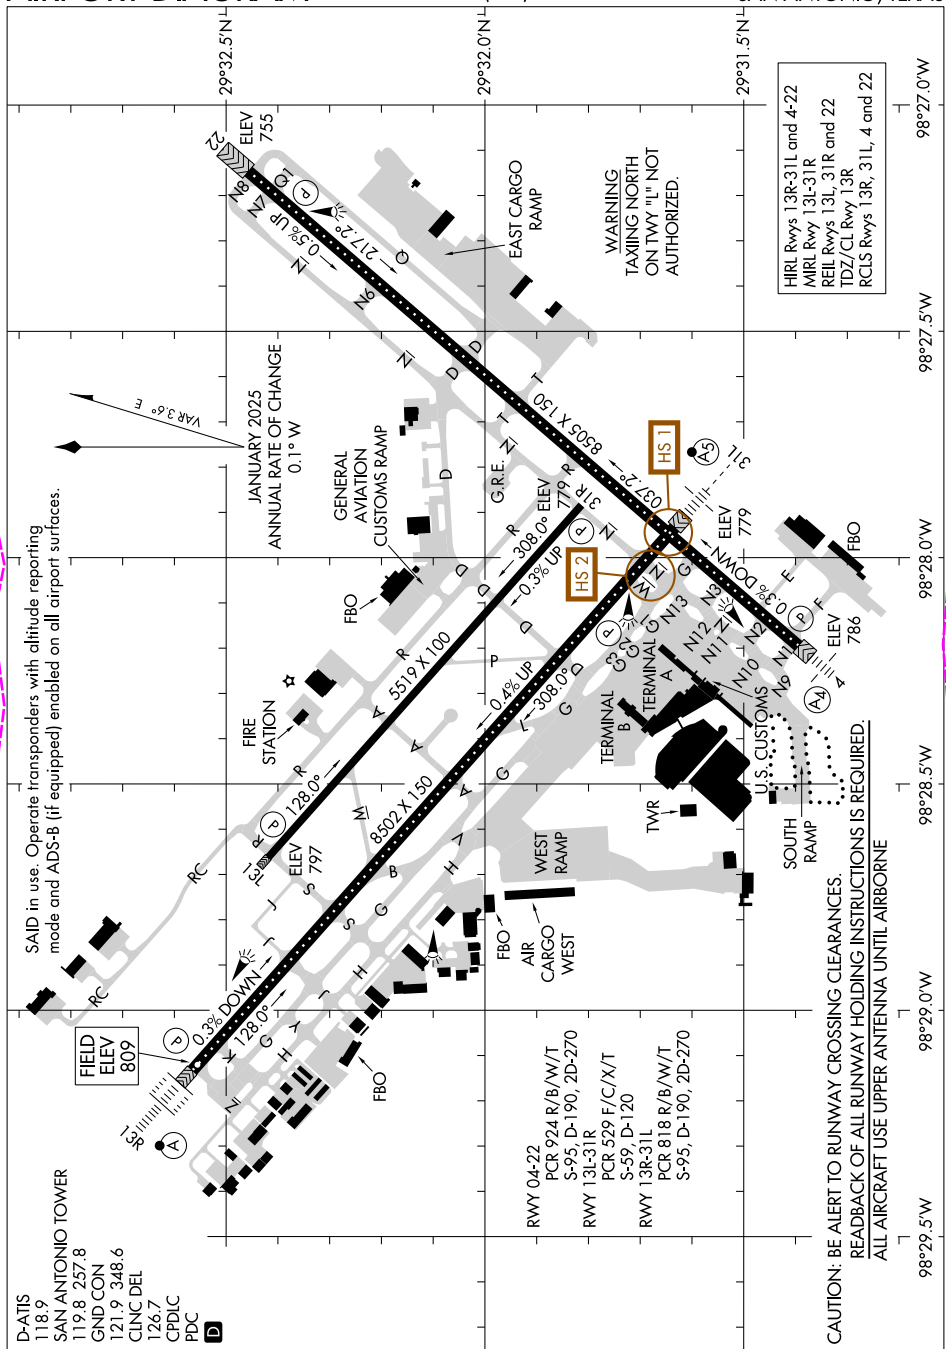 D-ATIS
118.9
SAN ANTONIO TOWER
119.8 257.8
GND CON
121.9 348.6
CLNC DEL
126.7
CPDLC
PDC
D
SAID in use. Operate transponders with altitude reporting
mode and ADS-B (if equipped) enabled on all airport surfaces.
JANUARY 2025
ANNUAL RATE OF CHANGE
0.1° W
VAR 3.6° E
29°32.5'N
29°32.0'N
29°31.5'N
98°27.0'W
98°27.5'W
98°28.0'W
98°28.5'W
98°29.0'W
98°29.5'W
FIELD
ELEV
809
13R
A
P
0.3% DOWN
128.0°
8502 X 150
0.4% UP
308.0°
P
31L
A5
ELEV
779
13L
P
128.0°
ELEV
797
5519 X 100
308.0°
0.3% UP
ELEV
779
31R
P
22
ELEV
755
P
0.5% UP
217.2°
8505 X 150
037.2°
0.3% DOWN
P
ELEV
786
4
A4
HS 1
HS 2
RC
RC
R
R
R
R
R
J
J
J
S
S
K
Z
G
Y
H
H
H
G
B
V
A
A
A
M
G
L
G
D
D
D
D
D
D
D
P
G2
G3
G
G
W
N
N
N
N
N
N
N1
N2
N3
N6
N7
N8
N9
N10
N11
N12
N13
Q
Q1
T
T
E
F
G.R.E.
FIRE
STATION
FBO
GENERAL
AVIATION
CUSTOMS RAMP
EAST CARGO
RAMP
WARNING
TAXIING NORTH
ON TWY "L" NOT
AUTHORIZED.
HIRL Rwys 13R-31L and 4-22
MIRL Rwy 13L-31R
REIL Rwys 13L, 31R and 22
TDZ/CL Rwy 13R
RCLS Rwys 13R, 31L, 4 and 22
FBO
FBO
AIR
CARGO
WEST
WEST
RAMP
TWR
TERMINAL
B
TERMINAL
A
U.S. CUSTOMS
SOUTH
RAMP
FBO
RWY 04-22
PCR 924 R/B/W/T
S-95, D-190, 2D-270
RWY 13L-31R
PCR 529 F/C/X/T
S-59, D-120
RWY 13R-31L
PCR 818 R/B/W/T
S-95, D-190, 2D-270
CAUTION: BE ALERT TO RUNWAY CROSSING CLEARANCES.
READBACK OF ALL RUNWAY HOLDING INSTRUCTIONS IS REQUIRED.
ALL AIRCRAFT USE UPPER ANTENNA UNTIL AIRBORNE